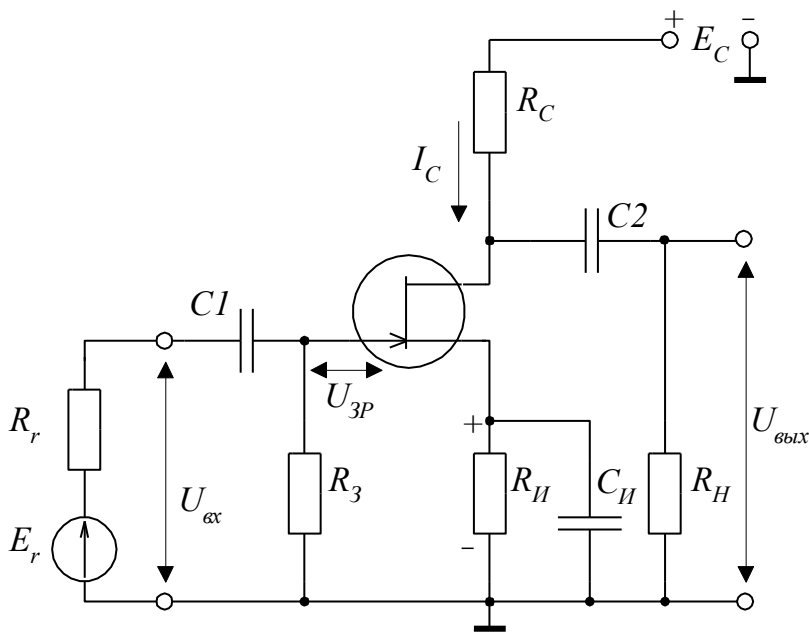 + E_C -
R_C
I_C
C2
C1
U_ЗР
R_r
+
U_вых
U_вх
R_З
R_И
C_И
R_Н
E_r
-